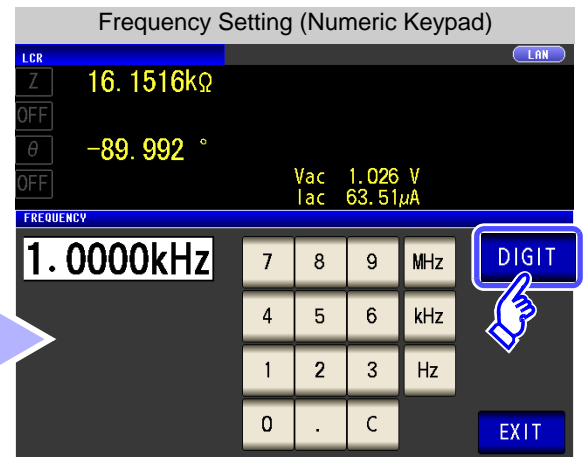 Frequency Setting (Numeric Keypad)
LCR LAN
Z 16.1516kΩ
OFF
θ -89.992 °
OFF Vac 1.026 V
Iac 63.51μA
FREQUENCY
1.0000kHz
7 8 9 MHz DIGIT
4 5 6 kHz
1 2 3 Hz
0 . C EXIT